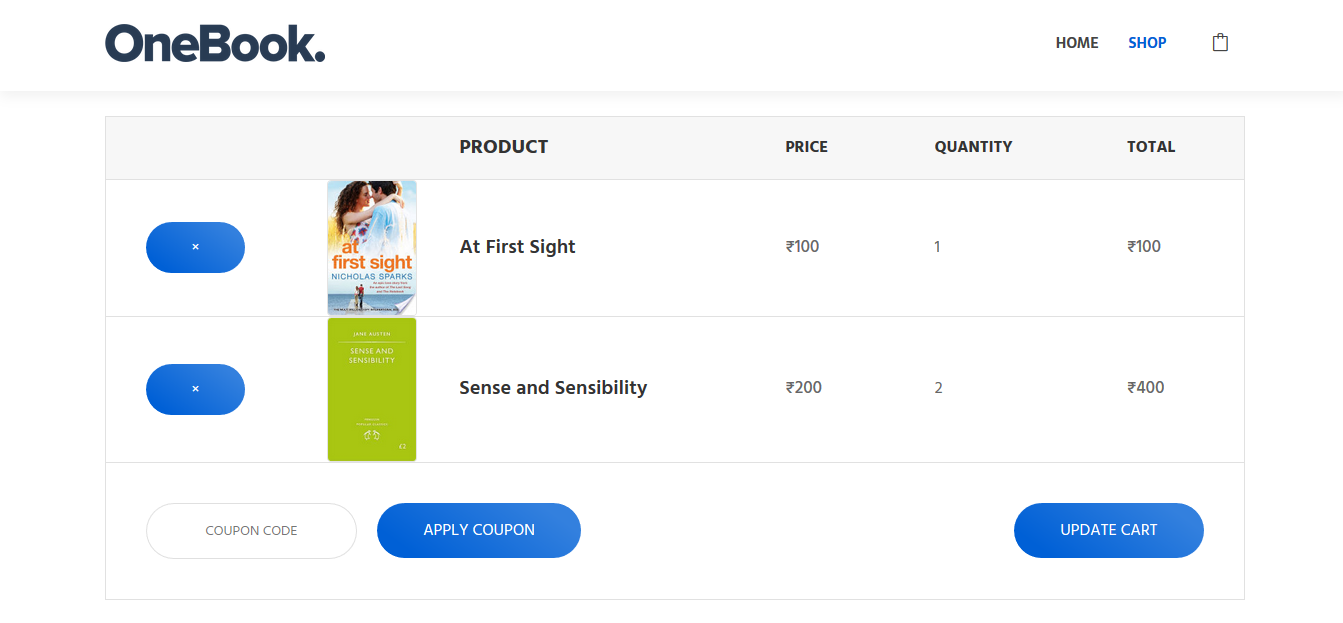 OneBook.
HOME SHOP
PRODUCT PRICE QUANTITY TOTAL
×
at
first sight
NICHOLAS SPARKS
At First Sight ₹100 1 ₹100
×
JANE AUSTEN
SENSE AND
SENSIBILITY
Sense and Sensibility ₹200 2 ₹400
COUPON CODE APPLY COUPON UPDATE CART